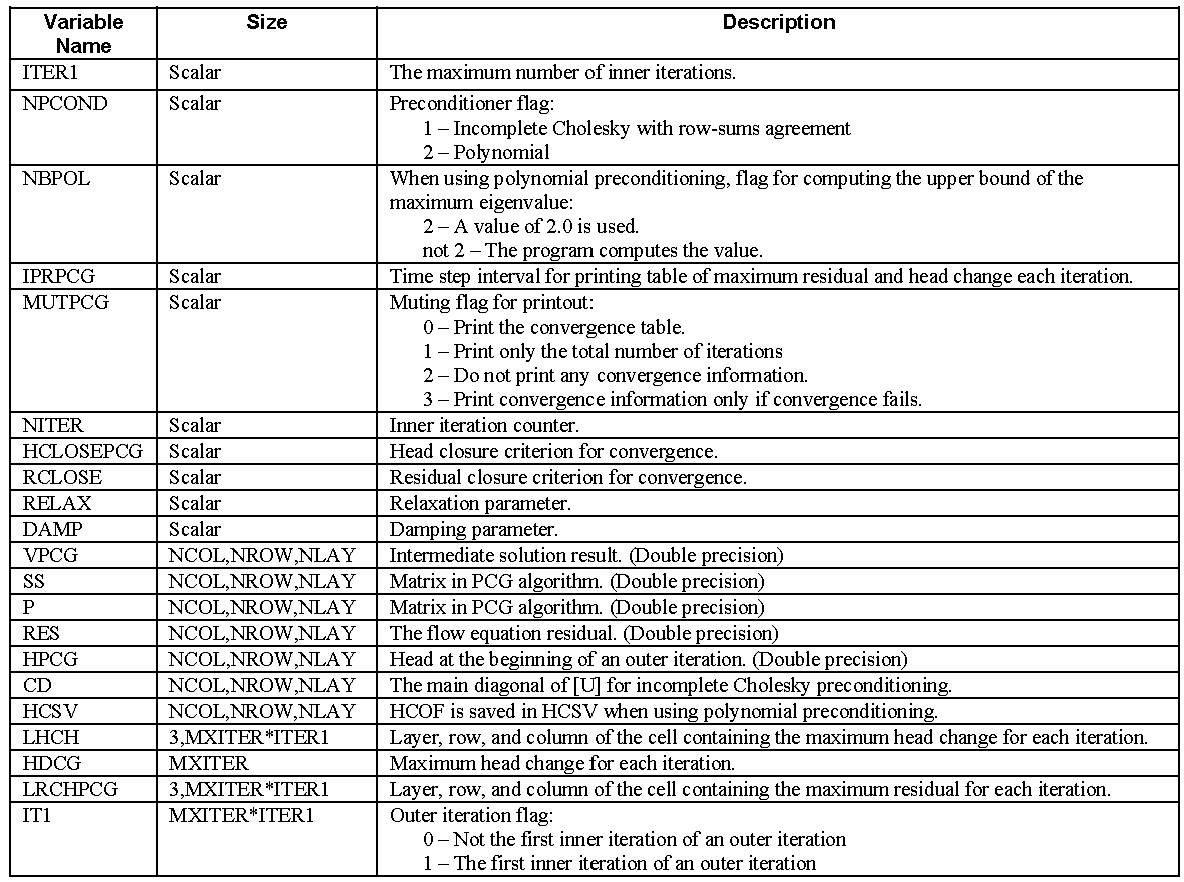 Variable Name Size Description
ITER1 Scalar The maximum number of inner iterations.
NPCOND Scalar Preconditioner flag:
1 – Incomplete Cholesky with row-sums agreement
2 – Polynomial
NBPOL Scalar When using polynomial preconditioning, flag for computing the upper bound of the
maximum eigenvalue:
2 – A value of 2.0 is used.
not 2 – The program computes the value.
IPRPCG Scalar Time step interval for printing table of maximum residual and head change each iteration.
MUTPCG Scalar Muting flag for printout:
0 – Print the convergence table.
1 – Print only the total number of iterations
2 – Do not print any convergence information.
3 – Print convergence information only if convergence fails.
NITER Scalar Inner iteration counter.
HCLOSEPCG Scalar Head closure criterion for convergence.
RCLOSE Scalar Residual closure criterion for convergence.
RELAX Scalar Relaxation parameter.
DAMP Scalar Damping parameter.
VPCG NCOL,NROW,NLAY Intermediate solution result. (Double precision)
SS NCOL,NROW,NLAY Matrix in PCG algorithm. (Double precision)
P NCOL,NROW,NLAY Matrix in PCG algorithm. (Double precision)
RES NCOL,NROW,NLAY The flow equation residual. (Double precision)
HPCG NCOL,NROW,NLAY Head at the beginning of an outer iteration. (Double precision)
CD NCOL,NROW,NLAY The main diagonal of [U] for incomplete Cholesky preconditioning.
HCSV NCOL,NROW,NLAY HCOF is saved in HCSV when using polynomial preconditioning.
LHCH 3,MXITER*ITER1 Layer, row, and column of the cell containing the maximum head change for each iteration.
HDCG MXITER Maximum head change for each iteration.
LRCHPCG 3,MXITER*ITER1 Layer, row, and column of the cell containing the maximum residual for each iteration.
IT1 MXITER*ITER1 Outer iteration flag:
0 – Not the first inner iteration of an outer iteration
1 – The first inner iteration of an outer iteration